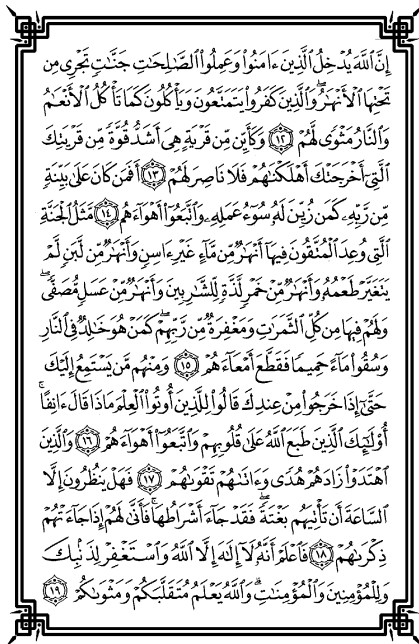 إِنَّ ٱللَّهَ يُدْخِلُ ٱلَّذِينَ ءَامَنُوا۟ وَعَمِلُوا۟ ٱلصَّـٰلِحَـٰتِ جَنَّـٰتٍ تَجْرِى مِن
تَحْتِهَا ٱلْأَنْهَـٰرُ ۖ وَٱلَّذِينَ كَفَرُوا۟ يَتَمَتَّعُونَ وَيَأْكُلُونَ كَمَا تَأْكُلُ ٱلْأَنْعَـٰمُ
وَٱلنَّارُ مَثْوًى لَّهُمْ ﴿١٢﴾ وَكَأَيِّن مِّن قَرْيَةٍ هِىَ أَشَدُّ قُوَّةً مِّن قَرْيَتِكَ
ٱلَّتِىٓ أَخْرَجَتْكَ أَهْلَكْنَـٰهُمْ فَلَا نَاصِرَ لَهُمْ ﴿١٣﴾ أَفَمَن كَانَ عَلَىٰ بَيِّنَةٍ
مِّن رَّبِّهِۦ كَمَن زُيِّنَ لَهُۥ سُوٓءُ عَمَلِهِۦ وَٱتَّبَعُوٓا۟ أَهْوَآءَهُم ﴿١٤﴾ مَّثَلُ ٱلْجَنَّةِ
ٱلَّتِى وُعِدَ ٱلْمُتَّقُونَ فِيهَآ أَنْهَـٰرٌ مِّن مَّآءٍ غَيْرِ ءَاسِنٍ وَأَنْهَـٰرٌ مِّن لَّبَنٍ لَّمْ
يَتَغَيَّرْ طَعْمُهُۥ وَأَنْهَـٰرٌ مِّنْ خَمْرٍ لَّذَّةٍ لِّلشَّـٰرِبِينَ وَأَنْهَـٰرٌ مِّنْ عَسَلٍ مُّصَفًّى ۖ
وَلَهُمْ فِيهَا مِن كُلِّ ٱلثَّمَرَٰتِ وَمَغْفِرَةٌ مِّن رَّبِّهِمْ ۖ كَمَنْ هُوَ خَـٰلِدٌ فِى ٱلنَّارِ
وَسُقُوا۟ مَآءً حَمِيمًا فَقَطَّعَ أَمْعَآءَهُمْ ﴿١٥﴾ وَمِنْهُم مَّن يَسْتَمِعُ إِلَيْكَ
حَتَّىٰٓ إِذَا خَرَجُوا۟ مِنْ عِندِكَ قَالُوا۟ لِلَّذِينَ أُوتُوا۟ ٱلْعِلْمَ مَاذَا قَالَ ءَانِفًا ۚ
أُو۟لَـٰٓئِكَ ٱلَّذِينَ طَبَعَ ٱللَّهُ عَلَىٰ قُلُوبِهِمْ وَٱتَّبَعُوٓا۟ أَهْوَآءَهُمْ ﴿١٦﴾ وَٱلَّذِينَ
ٱهْتَدَوْا۟ زَادَهُمْ هُدًى وَءَاتَىٰهُمْ تَقْوَىٰهُمْ ﴿١٧﴾ فَهَلْ يَنظُرُونَ إِلَّا
ٱلسَّاعَةَ أَن تَأْتِيَهُم بَغْتَةً ۖ فَقَدْ جَآءَ أَشْرَاطُهَا ۚ فَأَنَّىٰ لَهُمْ إِذَا جَآءَتْهُمْ
ذِكْرَىٰهُمْ ﴿١٨﴾ فَٱعْلَمْ أَنَّهُۥ لَآ إِلَـٰهَ إِلَّا ٱللَّهُ وَٱسْتَغْفِرْ لِذَنۢبِكَ
وَلِلْمُؤْمِنِينَ وَٱلْمُؤْمِنَـٰتِ ۗ وَٱللَّهُ يَعْلَمُ مُتَقَلَّبَكُمْ وَمَثْوَىٰكُمْ ﴿١٩﴾